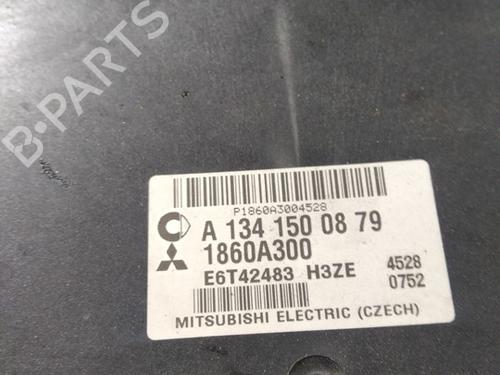 B-PARTS
P1860A3004528
A 134 150 08 79
1860A300
E6T42483 H3ZE 4528
0752
MITSUBISHI ELECTRIC (CZECH)